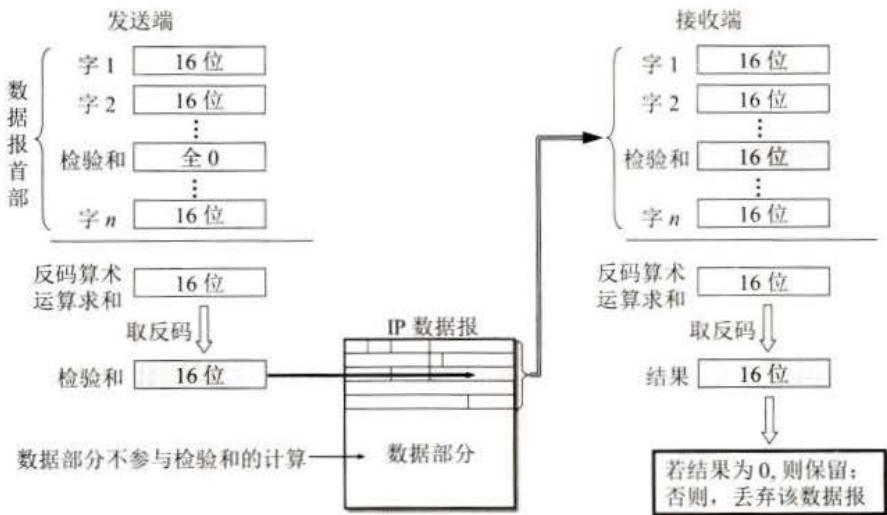 发送端
数据报首部
字 1
16 位
字 2
16 位
⋮
检验和
全 0
⋮
字 n
16 位
反码算术
运算求和
16 位
取反码
检验和
16 位
数据部分不参与检验和的计算
IP 数据报
数据部分
接收端
字 1
16 位
字 2
16 位
⋮
检验和
16 位
⋮
字 n
16 位
反码算术
运算求和
16 位
取反码
结果
16 位
若结果为 0, 则保留;
否则，丢弃该数据报